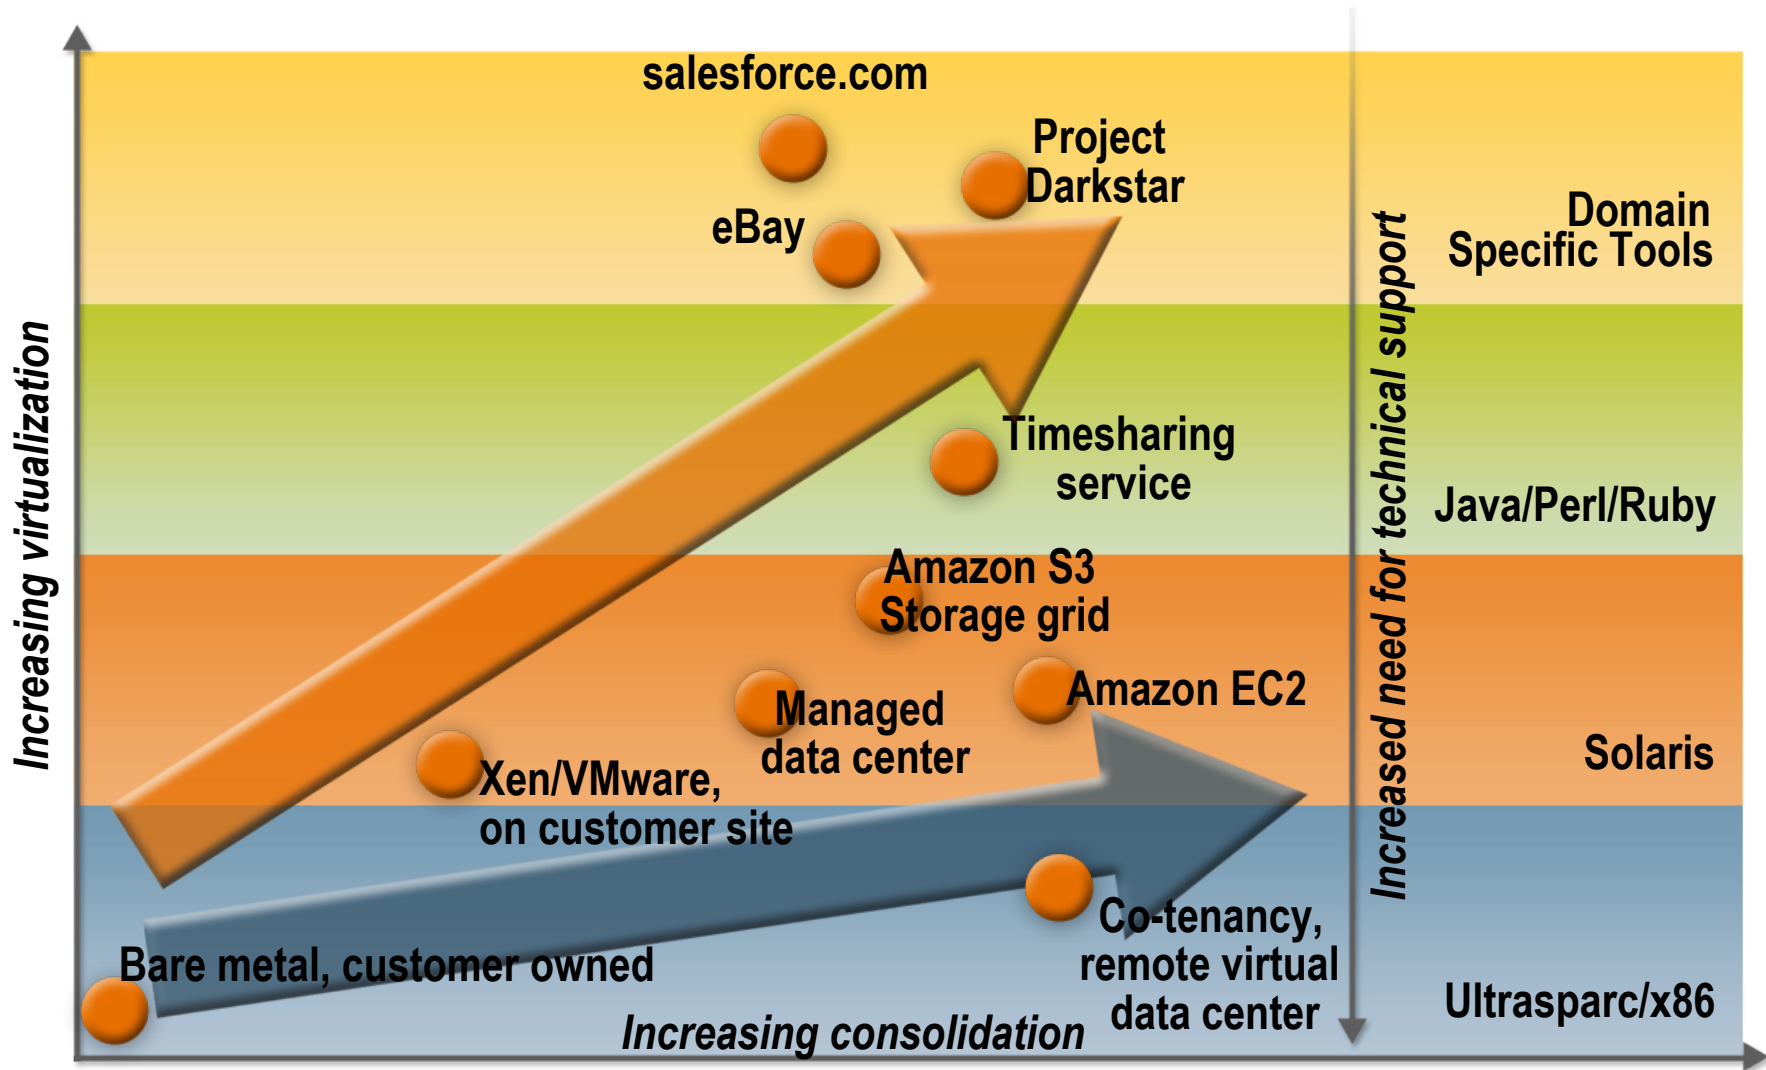 salesforce.com
Project
Darkstar
eBay
Domain
Specific Tools
Timesharing
service
Java/Perl/Ruby
Amazon S3
Storage grid
Amazon EC2
Managed
data center
Solaris
Xen/VMware,
on customer site
Co-tenancy,
remote virtual
data center
Bare metal, customer owned
Ultrasparc/x86
Increasing consolidation
Increasing virtualization
Increased need for technical support